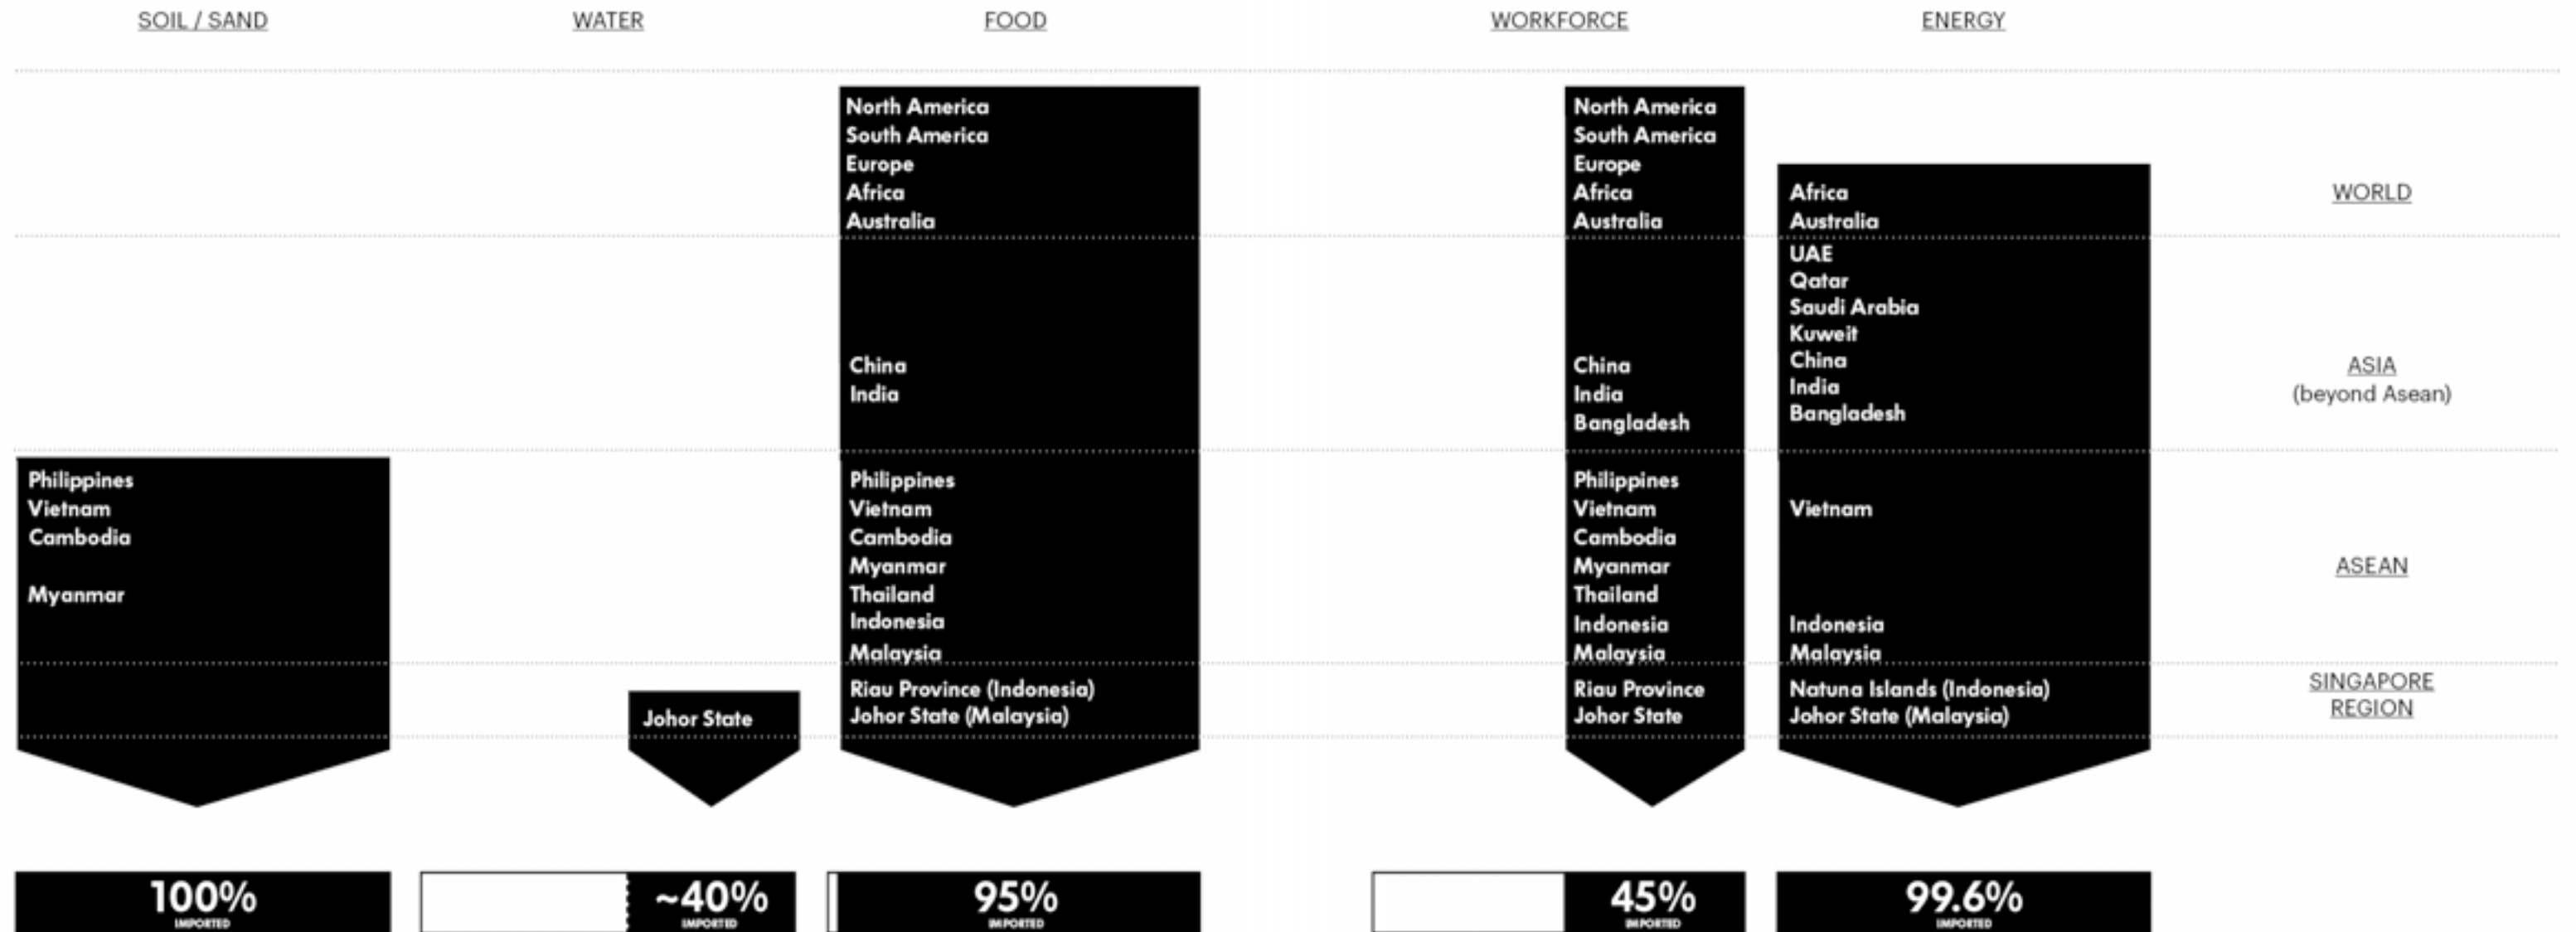 SOIL / SAND
WATER
FOOD
WORKFORCE
ENERGY
Philippines
Vietnam
Cambodia
Myanmar
Johor State
North America
South America
Europe
Africa
Australia
China
India
Philippines
Vietnam
Cambodia
Myanmar
Thailand
Indonesia
Malaysia
Riau Province (Indonesia)
Johor State (Malaysia)
North America
South America
Europe
Africa
Australia
China
India
Bangladesh
Philippines
Vietnam
Cambodia
Myanmar
Thailand
Indonesia
Malaysia
Riau Province
Johor State
Africa
Australia
UAE
Qatar
Saudi Arabia
Kuweit
China
India
Bangladesh
Vietnam
Indonesia
Malaysia
Natuna Islands (Indonesia)
Johor State (Malaysia)
WORLD
ASIA
(beyond Asean)
ASEAN
SINGAPORE
REGION
100%
IMPORTED
~40%
IMPORTED
95%
IMPORTED
45%
IMPORTED
99.6%
IMPORTED